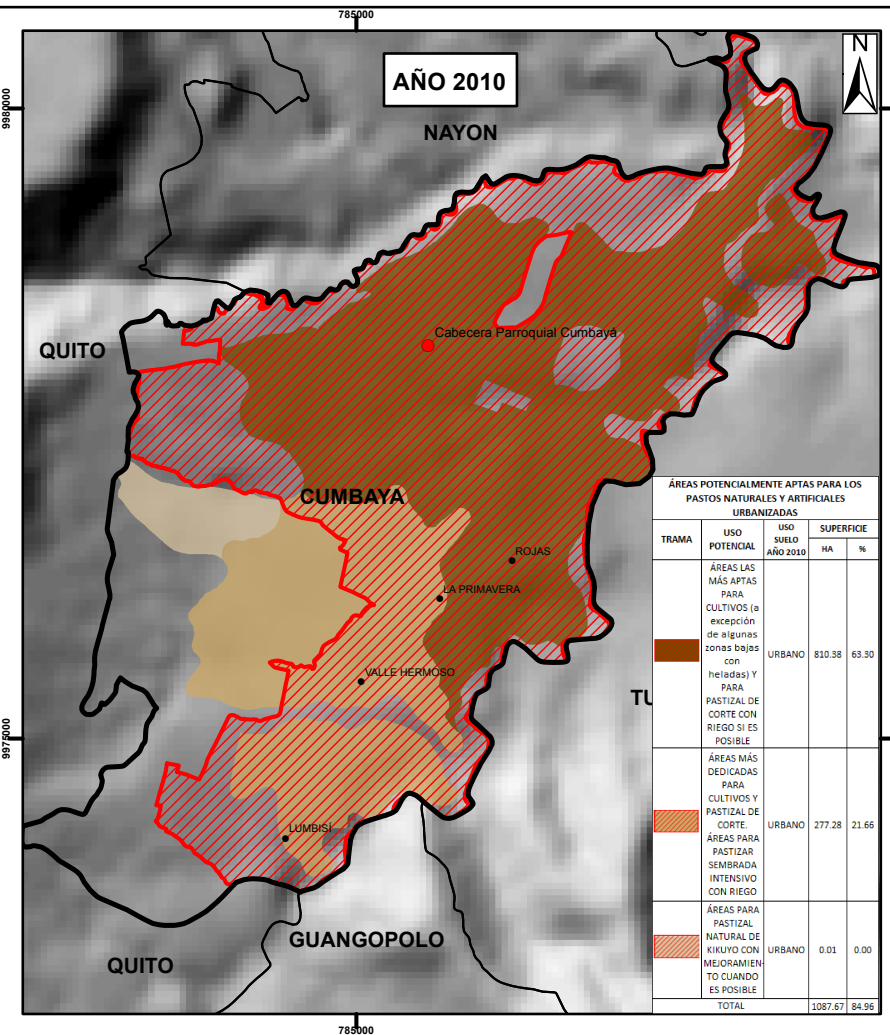 785000
AÑO 2010
N
9980000
NAYON
Cabecera Parroquial Cumbayá
QUITO
CUMBAYA
ROJAS
LA PRIMAVERA
VALLE HERMOSO
TU
9975000
LUMBISÍ
GUANGOPOLO
QUITO
785000
ÁREAS POTENCIALMENTE APTAS PARA LOS
PASTOS NATURALES Y ARTIFICIALES
URBANIZADAS
TRAMA
USO
POTENCIAL
USO
SUELO
AÑO 2010
SUPERFICIE
HA
%
ÁREAS LAS
MÁS APTAS
PARA
CULTIVOS (a
excepción
de algunas
zonas bajas
con
heladas) Y
PARA
PASTIZAL DE
CORTE CON
RIEGO SI ES
POSIBLE
URBANO
810.38
63.30
ÁREAS MÁS
DEDICADAS
PARA
CULTIVOS Y
PASTIZAL DE
CORTE.
ÁREAS PARA
PASTIZAR
SEMBRADA
INTENSIVO
CON RIEGO
URBANO
277.28
21.66
ÁREAS PARA
PASTIZAL
NATURAL DE
KIKUYO CON
MEJORAMIEN-
TO CUANDO
ES POSIBLE
URBANO
0.01
0.00
TOTAL
1087.67
84.96